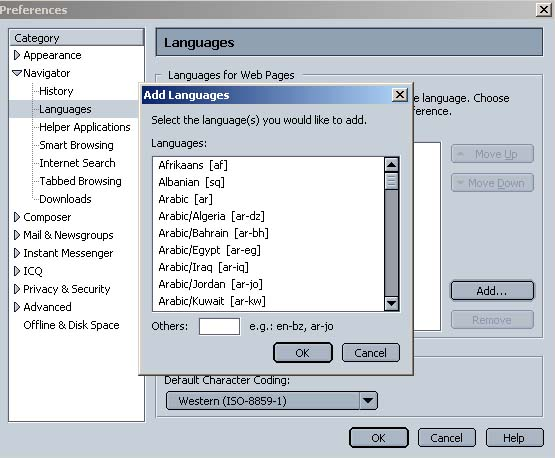 Preferences
Category
Appearance
Navigator
History
Languages
Helper Applications
Smart Browsing
Internet Search
Tabbed Browsing
Downloads
Composer
Mail & Newsgroups
Instant Messenger
ICQ
Privacy & Security
Advanced
Offline & Disk Space
Languages
Languages for Web Pages
e language. Choose
ference.
Move Up
Move Down
Add...
Remove
Default Character Coding:
Western (ISO-8859-1)
OK Cancel Help
Add Languages
Select the language(s) you would like to add.
Languages:
Afrikaans [af]
Albanian [sq]
Arabic [ar]
Arabic/Algeria [ar-dz]
Arabic/Bahrain [ar-bh]
Arabic/Egypt [ar-eg]
Arabic/Iraq [ar-iq]
Arabic/Jordan [ar-jo]
Arabic/Kuwait [ar-kw]
Others: e.g.: en-bz, ar-jo
OK Cancel